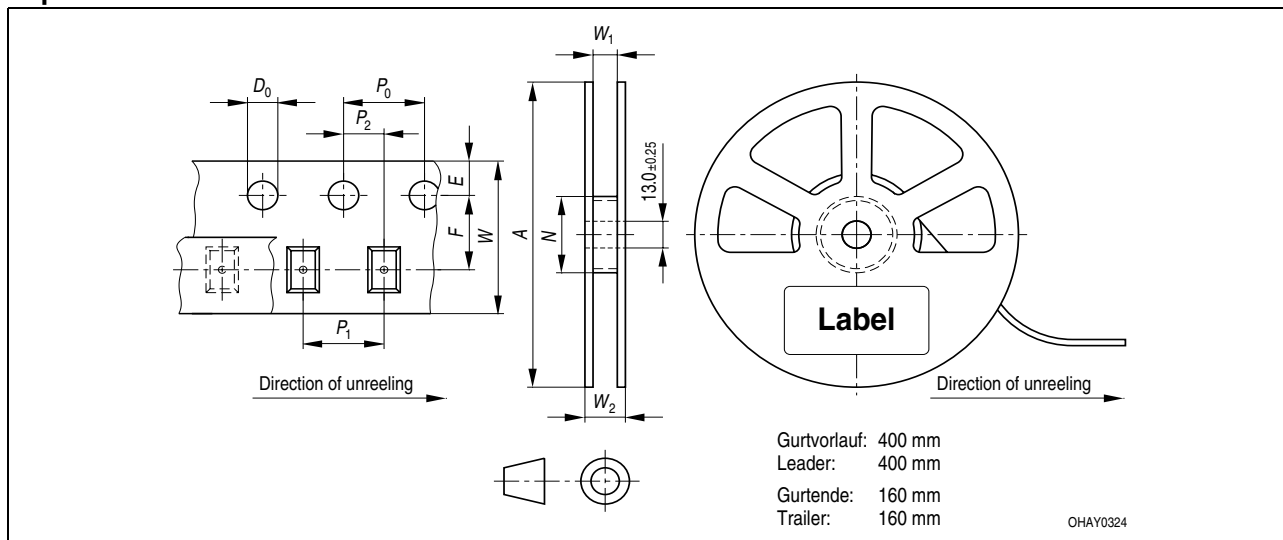 W1
D0
P0
P2
E
F
W
A
N
13.0±0.25
Label
P1
Direction of unreeling
W2
Direction of unreeling
Gurtvorlauf: 400 mm
Leader: 400 mm
Gurtende: 160 mm
Trailer: 160 mm
OHAY0324